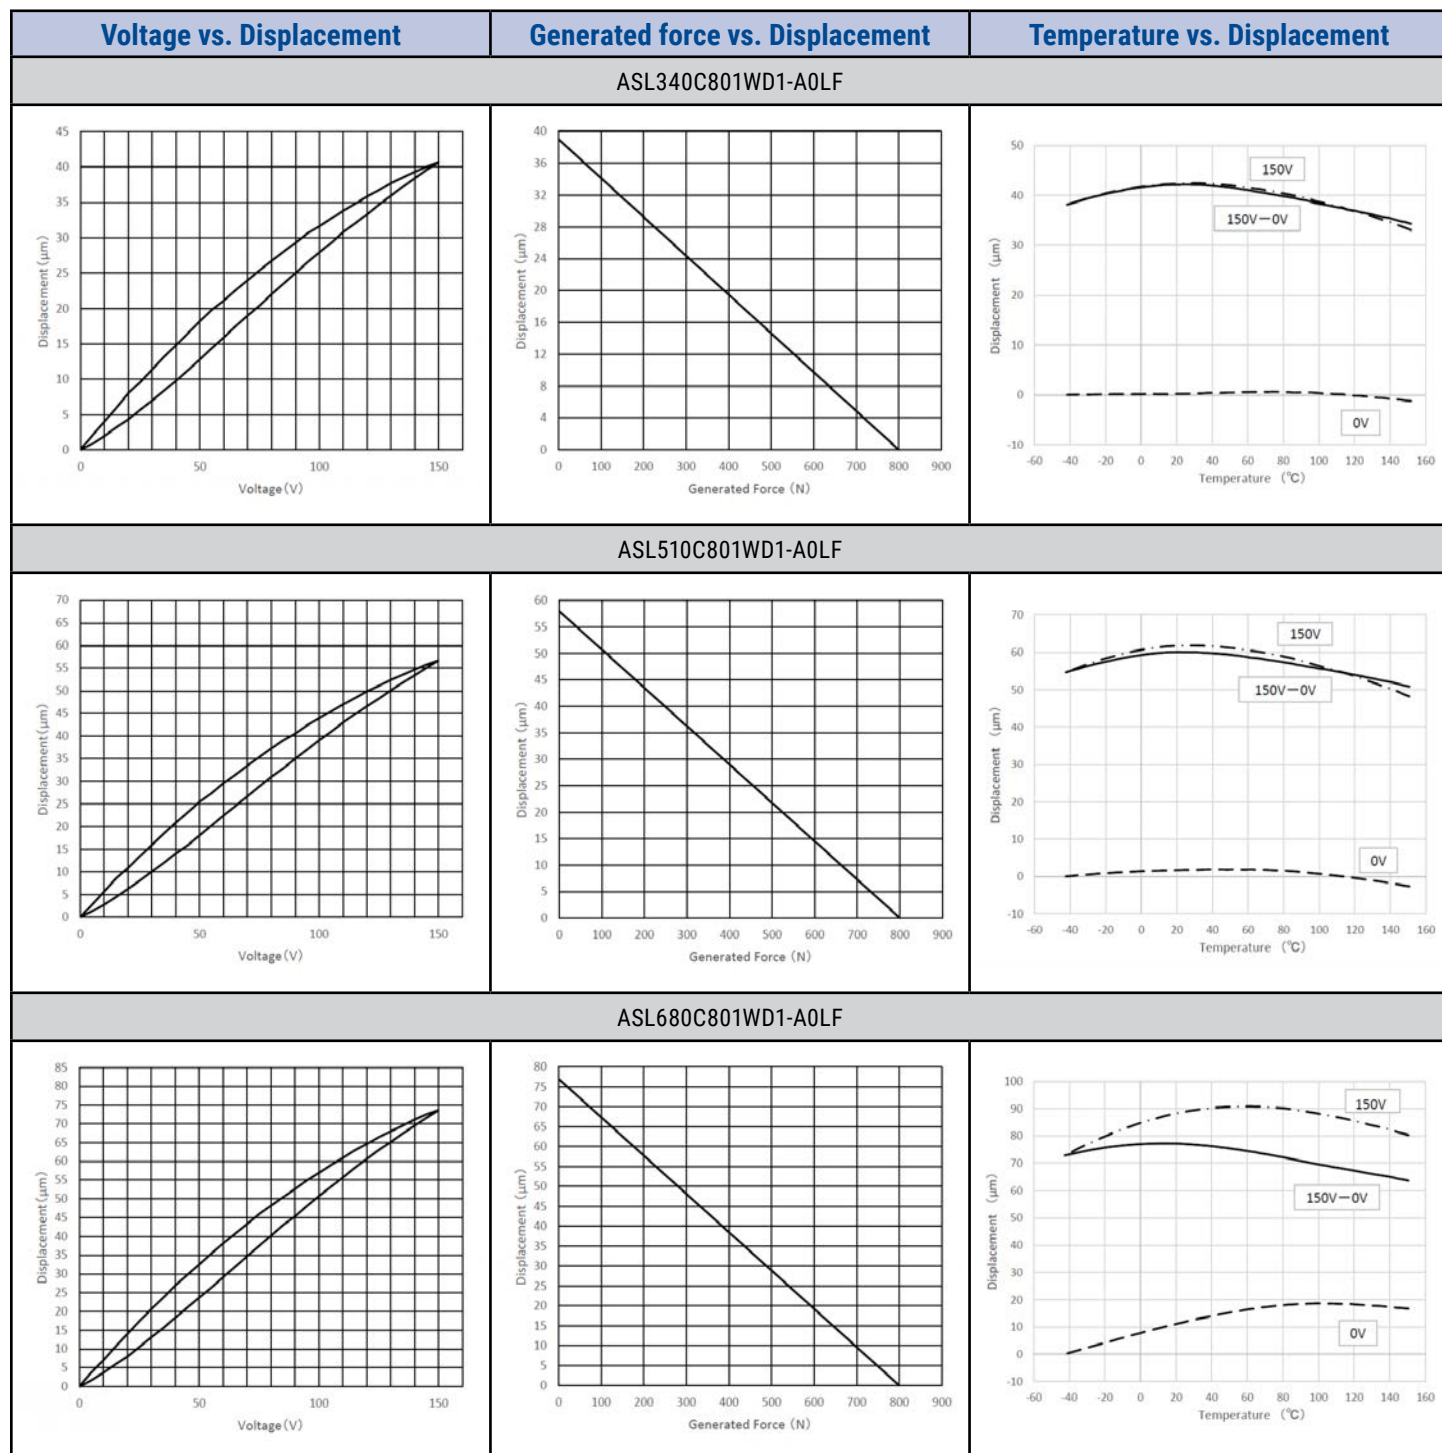 Voltage vs. Displacement
Generated force vs. Displacement
Temperature vs. Displacement
ASL340C801WD1-A0LF
45
40
35
30
25
20
15
10
5
0
Displacement(μm)
0 50 100 150
Voltage(V)
40
36
32
28
24
20
16
12
8
4
0
Displacement (μm)
0 100 200 300 400 500 600 700 800 900
Generated Force (N)
50
40
30
20
10
0
-10
Displacement (μm)
150V
150V－0V
0V
-60 -40 -20 0 20 40 60 80 100 120 140 160
Temperature (℃)
ASL510C801WD1-A0LF
70
65
60
55
50
45
40
35
30
25
20
15
10
5
0
Displacement(μm)
0 50 100 150
Voltage(V)
60
55
50
45
40
35
30
25
20
15
10
5
0
Displacement (μm)
0 100 200 300 400 500 600 700 800 900
Generated Force (N)
70
60
50
40
30
20
10
0
-10
Displacement (μm)
150V
150V－0V
0V
-60 -40 -20 0 20 40 60 80 100 120 140 160
Temperature (℃)
ASL680C801WD1-A0LF
85
80
75
70
65
60
55
50
45
40
35
30
25
20
15
10
5
0
Displacement(μm)
0 50 100 150
Voltage(V)
80
75
70
65
60
55
50
45
40
35
30
25
20
15
10
5
0
Displacement (μm)
0 100 200 300 400 500 600 700 800 900
Generated Force (N)
100
90
80
70
60
50
40
30
20
10
0
-10
Displacement (μm)
150V
150V－0V
0V
-60 -40 -20 0 20 40 60 80 100 120 140 160
Temperature (℃)